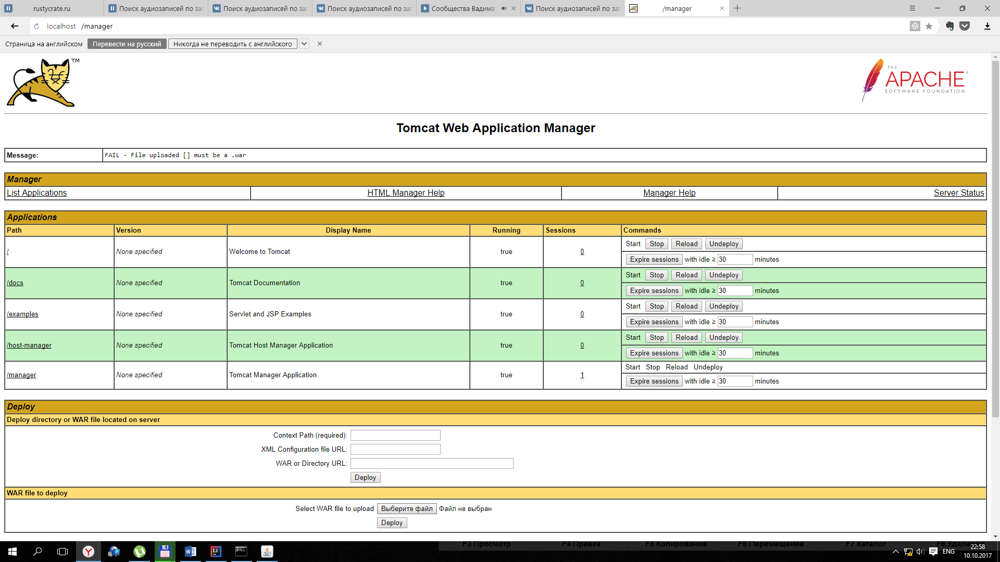 rustycrate.ru
Поиск аудиозаписей по зап
Поиск аудиозаписей по зап
Поиск аудиозаписей по зап
Сообщества Вадима
Поиск аудиозаписей по зап
/manager
localhost /manager
Страница на английском Перевести на русский Никогда не переводить с английского
TM
THE
APACHE
SOFTWARE FOUNDATION
Tomcat Web Application Manager
Message: FAIL - File uploaded [] must be a .war
Manager
List Applications HTML Manager Help Manager Help Server Status
Applications
Path Version Display Name Running Sessions Commands
/ None specified Welcome to Tomcat true 0 Start Stop Reload Undeploy
Expire sessions with idle ≥ 30 minutes
/docs None specified Tomcat Documentation true 0 Start Stop Reload Undeploy
Expire sessions with idle ≥ 30 minutes
/examples None specified Servlet and JSP Examples true 0 Start Stop Reload Undeploy
Expire sessions with idle ≥ 30 minutes
/host-manager None specified Tomcat Host Manager Application true 0 Start Stop Reload Undeploy
Expire sessions with idle ≥ 30 minutes
/manager None specified Tomcat Manager Application true 1 Start Stop Reload Undeploy
Expire sessions with idle ≥ 30 minutes
Deploy
Deploy directory or WAR file located on server
Context Path (required):
XML Configuration file URL:
WAR or Directory URL:
Deploy
WAR file to deploy
Select WAR file to upload Выберите файл Файл не выбран
Deploy
F3 Просмотр F4 Правка F5 Копирование F6 Перемещение F7 Каталог F8
ENG
22:58
10.10.2017